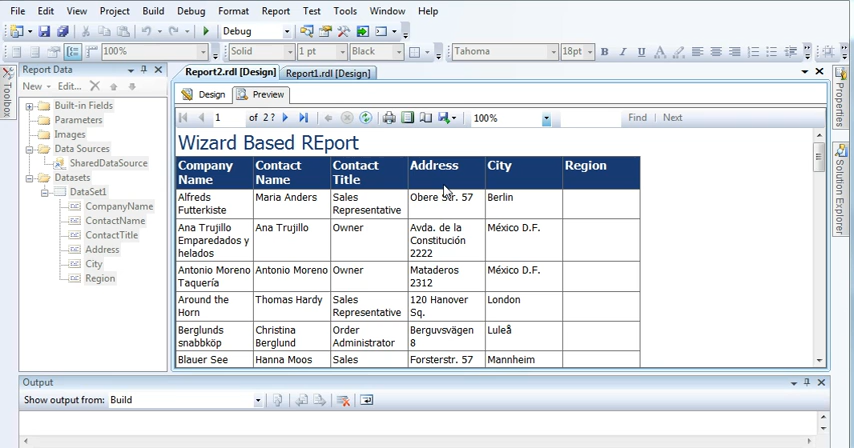 File Edit View Project Build Debug Format Report Test Tools Window Help
Debug
100% Solid 1 pt Black Tahoma 18pt B I U A
Report Data
Report2.rdl [Design] Report1.rdl [Design]
New Edit...
Design Preview
1 of 2 ? 100% Find Next
Toolbox
Built-in Fields
Parameters
Images
Data Sources
SharedDataSource
Datasets
DataSet1
CompanyName
ContactName
ContactTitle
Address
City
Region
Wizard Based REport
Company Name Contact Name Contact Title Address City Region
Alfreds Futterkiste Maria Anders Sales Representative Obere Str. 57 Berlin
Ana Trujillo Emparedados y helados Ana Trujillo Owner Avda. de la Constitución 2222 México D.F.
Antonio Moreno Taquería Antonio Moreno Owner Mataderos 2312 México D.F.
Around the Horn Thomas Hardy Sales Representative 120 Hanover Sq. London
Berglunds snabbköp Christina Berglund Order Administrator Berguvsvägen 8 Luleå
Blauer See Hanna Moos Sales Forsterstr. 57 Mannheim
Properties
Solution Explorer
Output
Show output from: Build